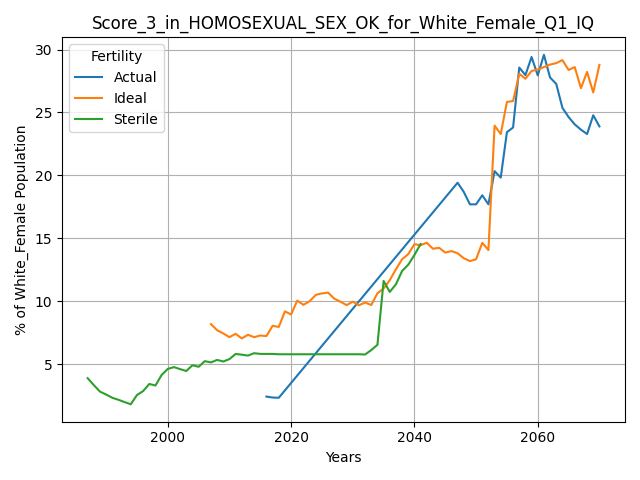 Score_3_in_HOMOSEXUAL_SEX_OK_for_White_Female_Q1_IQ
Fertility
Actual
Ideal
Sterile
% of White_Female Population
30
25
20
15
10
5
2000
2020
2040
2060
Years